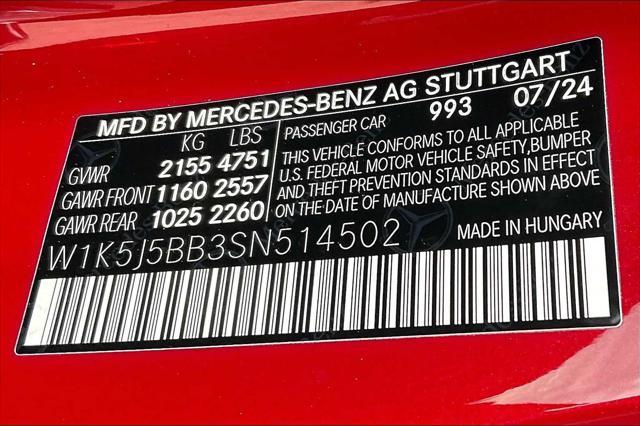 MFD BY MERCEDES-BENZ AG STUTTGART
KG LBS
GVWR 2155 4751
GAWR FRONT 1160 2557
GAWR REAR 1025 2260
PASSENGER CAR 993 07/24
THIS VEHICLE CONFORMS TO ALL APPLICABLE
U.S. FEDERAL MOTOR VEHICLE SAFETY,BUMPER
AND THEFT PREVENTION STANDARDS IN EFFECT
ON DATE OF MANUFACTURE SHOWN ABOVE
W1K5J5BB3SN514502
MADE IN HUNGARY